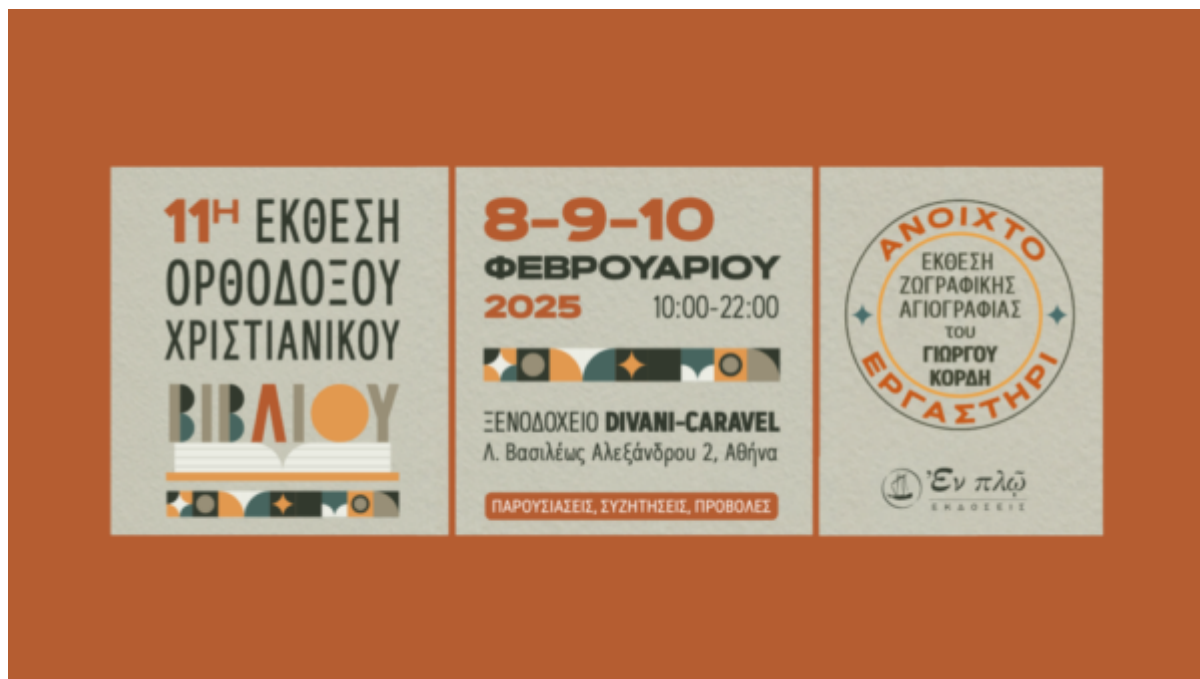 11Η ΕΚΘΕΣΗ
ΟΡΘΟΔΟΞΟΥ
ΧΡΙΣΤΙΑΝΙΚΟΥ
ΒΙΒΛΙΟΥ
8-9-10
ΦΕΒΡΟΥΑΡΙΟΥ
2025 10:00-22:00
ΞΕΝΟΔΟΧΕΙΟ DIVANI-CARAVEL
Λ. Βασιλέως Αλεξάνδρου 2, Αθήνα
ΠΑΡΟΥΣΙΑΣΕΙΣ, ΣΥΖΗΤΗΣΕΙΣ, ΠΡΟΒΟΛΕΣ
ΑΝΟΙΧΤΟ
ΕΚΘΕΣΗ
ΖΩΓΡΑΦΙΚΗΣ
ΑΓΙΟΓΡΑΦΙΑΣ
του
ΓΙΩΡΓΟΥ
ΚΟΡΔΗ
ΕΡΓΑΣΤΗΡΙ
Ἐν πλῷ
ΕΚΔΟΣΕΙΣ